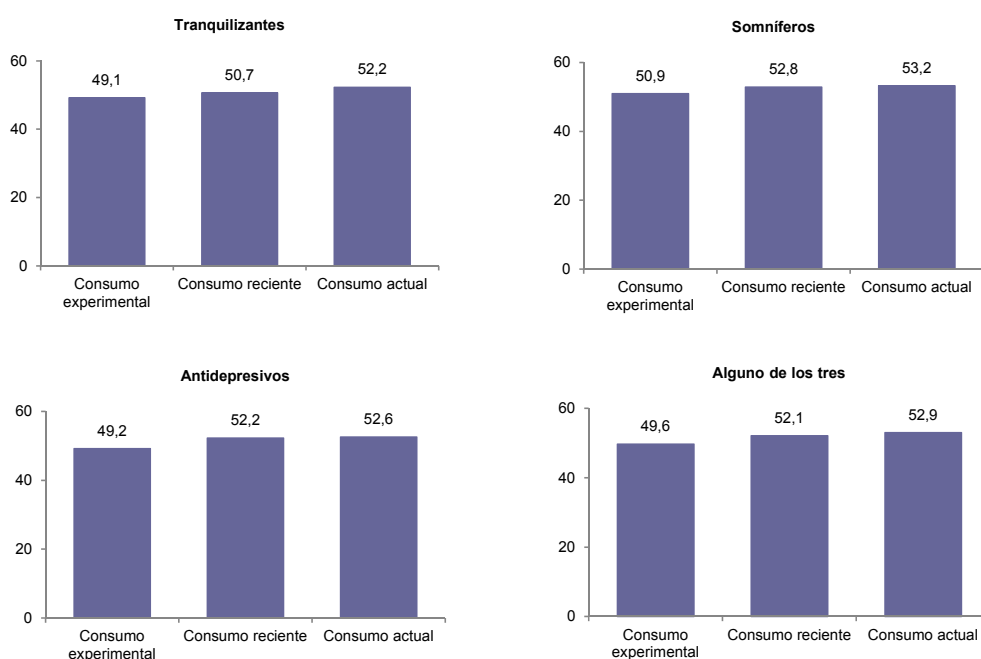 Tranquilizantes
60
40
20
0
49,1
50,7
52,2
Consumo
experimental
Consumo reciente
Consumo actual
Somníferos
60
40
20
0
50,9
52,8
53,2
Consumo
experimental
Consumo reciente
Consumo actual
Antidepresivos
60
40
20
0
49,2
52,2
52,6
Consumo
experimental
Consumo reciente
Consumo actual
Alguno de los tres
60
40
20
0
49,6
52,1
52,9
Consumo
experimental
Consumo reciente
Consumo actual